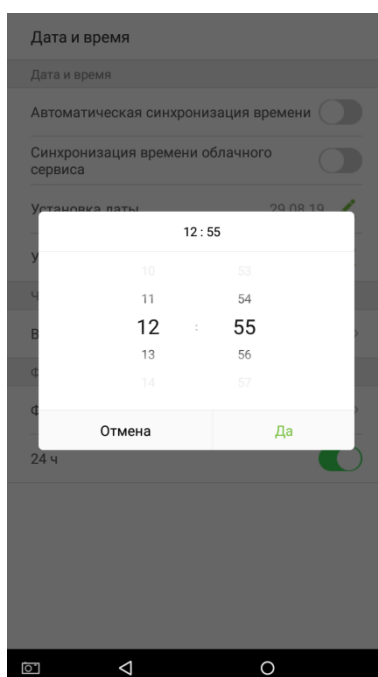 Дата и время
Дата и время
Автоматическая синхронизация времени
Синхронизация времени облачного
сервиса
Установка даты 29.08.19
У
12 : 55
10 53
11 54
12 : 55
13 56
14 57
Ч
В
Ф
Ф
Отмена Да
24 ч